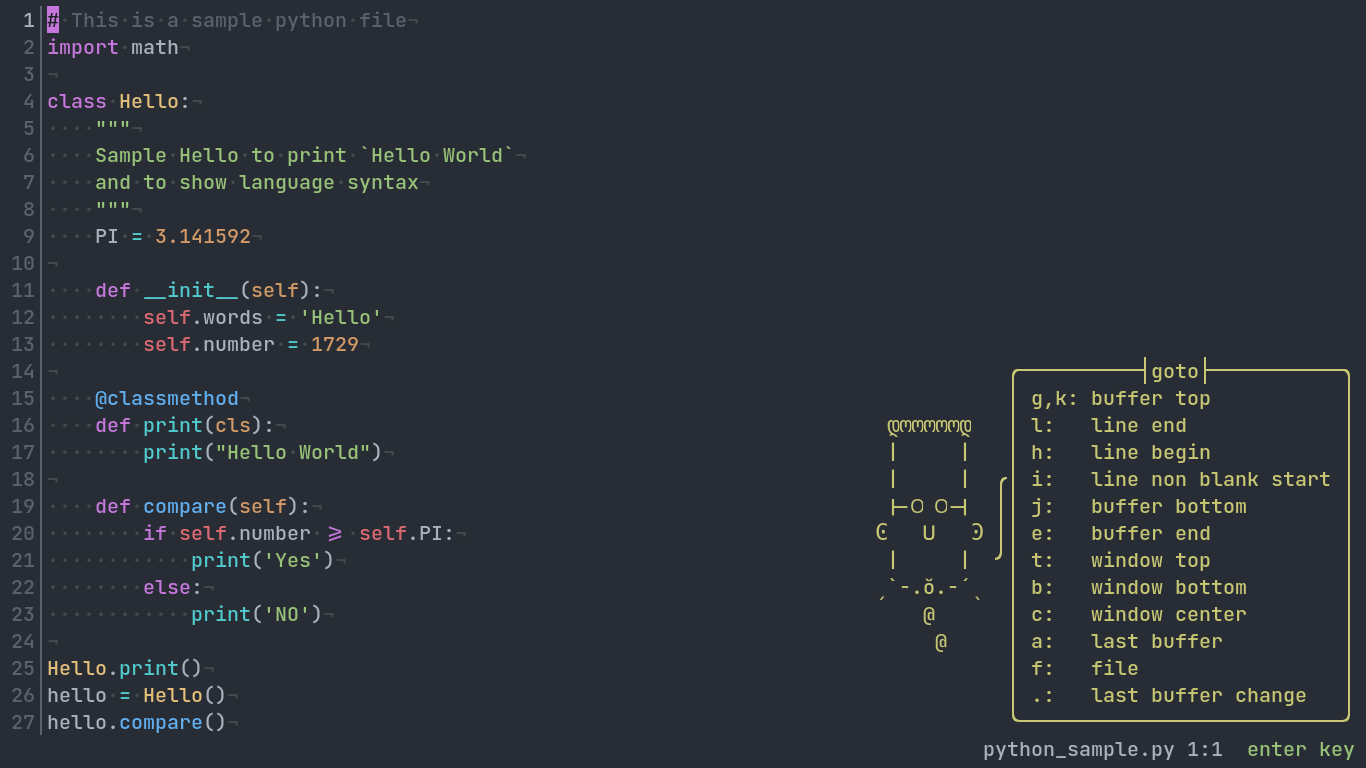 1 # This is a sample python file¬
2 import math¬
3 ¬
4 class Hello:¬
5 ····"""¬
6 ····Sample Hello to print `Hello World`¬
7 ····and to show language syntax¬
8 ····"""¬
9 ····PI = 3.141592¬
10 ¬
11 ····def __init__(self):¬
12 ········self.words = 'Hello'¬
13 ········self.number = 1729¬
14 ¬
15 ····@classmethod¬
16 ····def print(cls):¬
17 ········print("Hello World")¬
18 ¬
19 ····def compare(self):¬
20 ········if self.number >= self.PI:¬
21 ············print('Yes')¬
22 ········else:¬
23 ············print('NO')¬
24 ¬
25 Hello.print()¬
26 hello = Hello()¬
27 hello.compare()¬
goto
g,k: buffer top
l: line end
h: line begin
i: line non blank start
j: buffer bottom
e: buffer end
t: window top
b: window bottom
c: window center
a: last buffer
f: file
.: last buffer change
python_sample.py 1:1 enter key